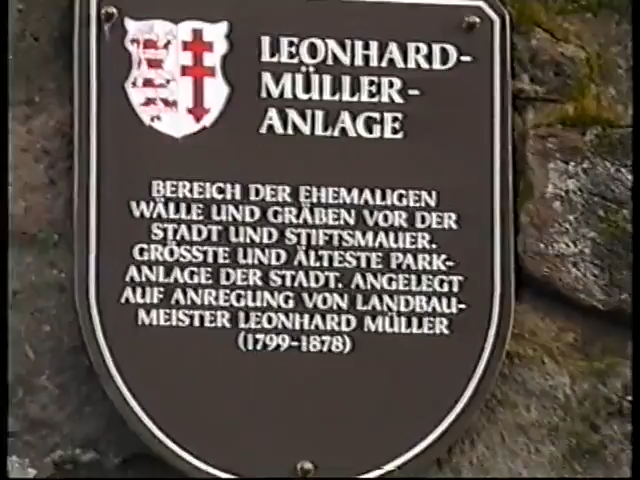 LEONHARD-
MÜLLER-
ANLAGE
BEREICH DER EHEMALIGEN
WÄLLE UND GRÄBEN VOR DER
STADT UND STIFTSMAUER.
GRÖSSTE UND ÄLTESTE PARK-
ANLAGE DER STADT. ANGELEGT
AUF ANREGUNG VON LANDBAU-
MEISTER LEONHARD MÜLLER
(1799-1878)